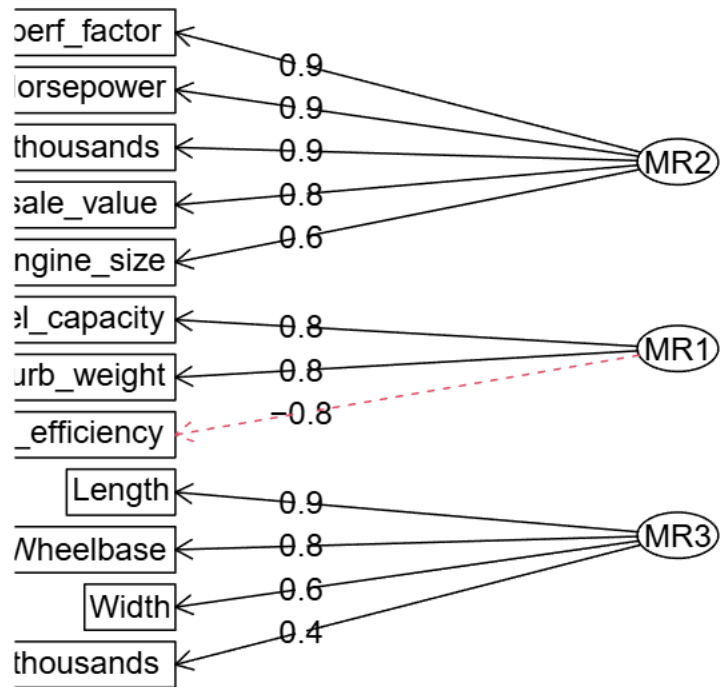 perf_factor
0.9
orsepower
0.9
thousands
0.9
MR2
sale_value
0.8
ngine_size
0.6
el_capacity
0.8
MR1
urb_weight
0.8
_efficiency
−0.8
Length
0.9
Wheelbase
0.8
MR3
Width
0.6
thousands
0.4